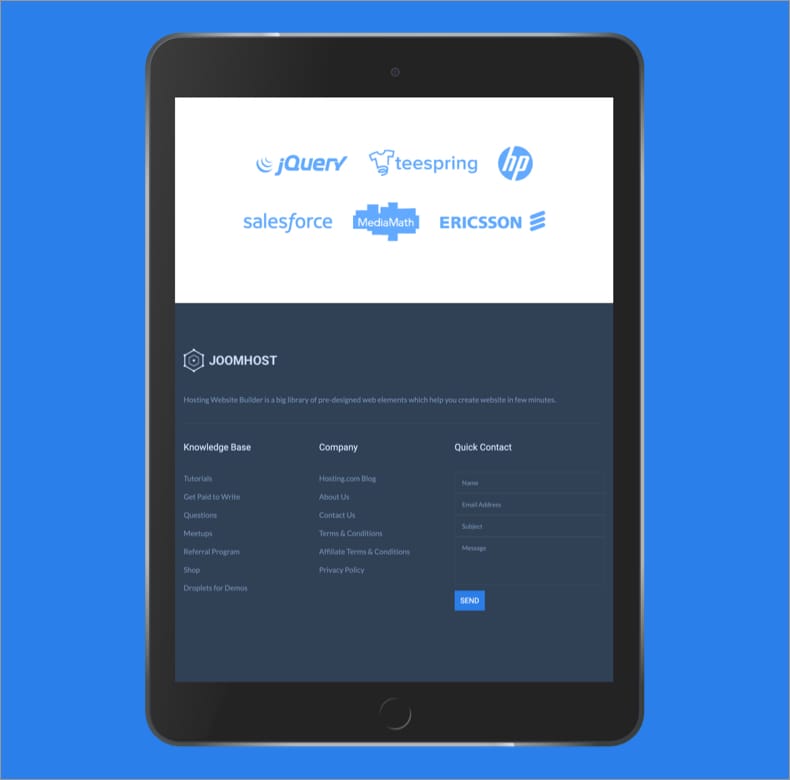 jQuery teespring hp
salesforce MediaMath ERICSSON
JOOMHOST
Hosting Website Builder is a big library of pre-designed web elements which help you create website in few minutes.
Knowledge Base
Tutorials
Get Paid to Write
Questions
Meetups
Referral Program
Shop
Droplets for Demos
Company
Hosting.com Blog
About Us
Contact Us
Terms & Conditions
Affiliate Terms & Conditions
Privacy Policy
Quick Contact
Name
Email Address
Subject
Message
SEND